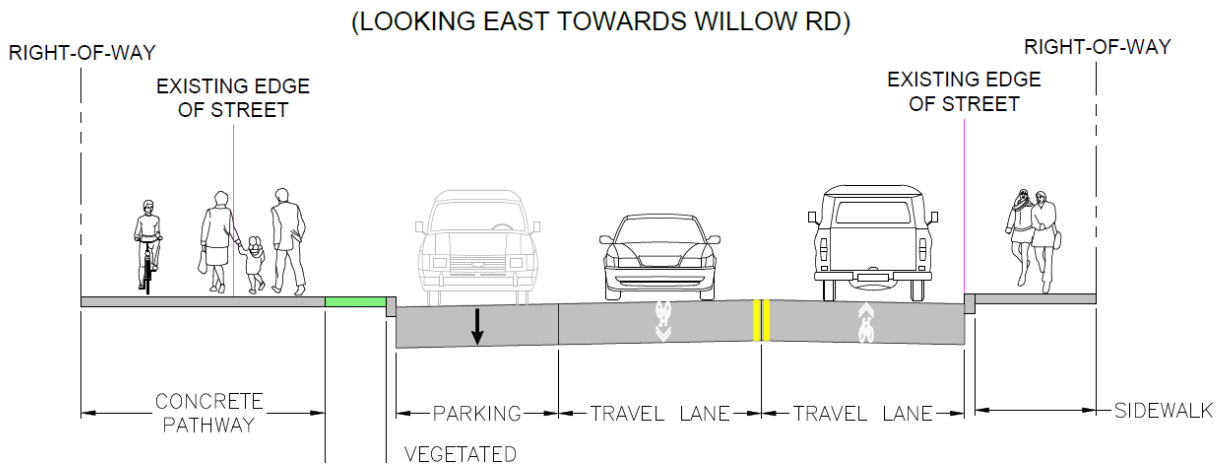 (LOOKING EAST TOWARDS WILLOW RD)
RIGHT-OF-WAY
RIGHT-OF-WAY
EXISTING EDGE
OF STREET
EXISTING EDGE
OF STREET
CONCRETE
PATHWAY
PARKING
TRAVEL LANE
TRAVEL LANE
SIDEWALK
VEGETATED